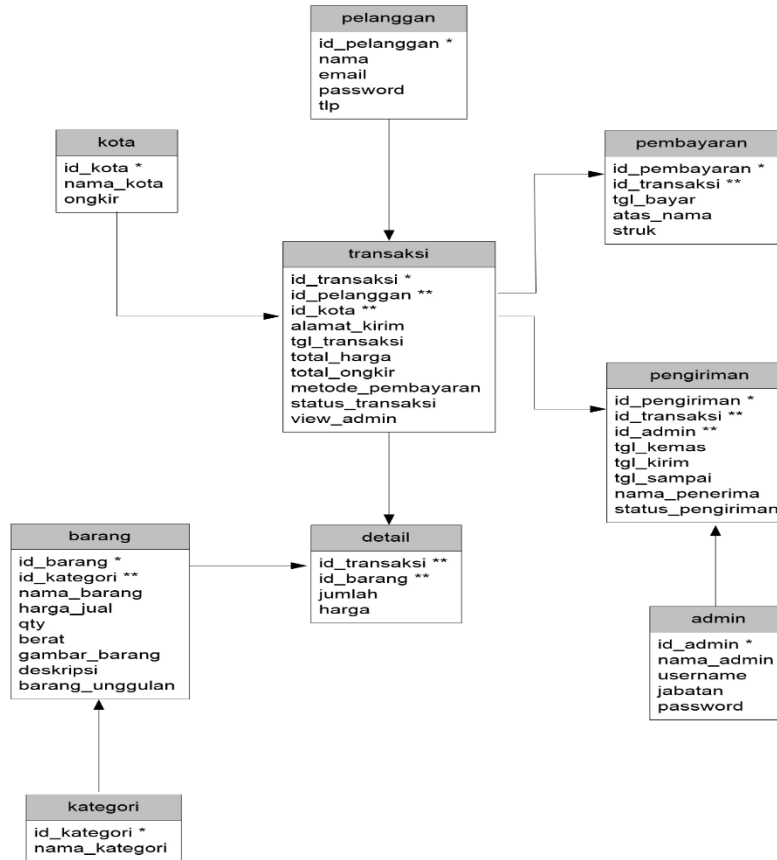 pelanggan
id_pelanggan *
nama
email
password
tlp
kota
id_kota *
nama_kota
ongkir
pembayaran
id_pembayaran *
id_transaksi **
tgl_bayar
atas_nama
struk
transaksi
id_transaksi *
id_pelanggan **
id_kota **
alamat_kirim
tgl_transaksi
total_harga
total_ongkir
metode_pembayaran
status_transaksi
view_admin
pengiriman
id_pengiriman *
id_transaksi **
id_admin **
tgl_kemas
tgl_kirim
tgl_sampai
nama_penerima
status_pengiriman
barang
id_barang *
id_kategori **
nama_barang
harga_jual
qty
berat
gambar_barang
deskripsi
barang_unggulan
detail
id_transaksi **
id_barang **
jumlah
harga
admin
id_admin *
nama_admin
username
jabatan
password
kategori
id_kategori *
nama_kategori